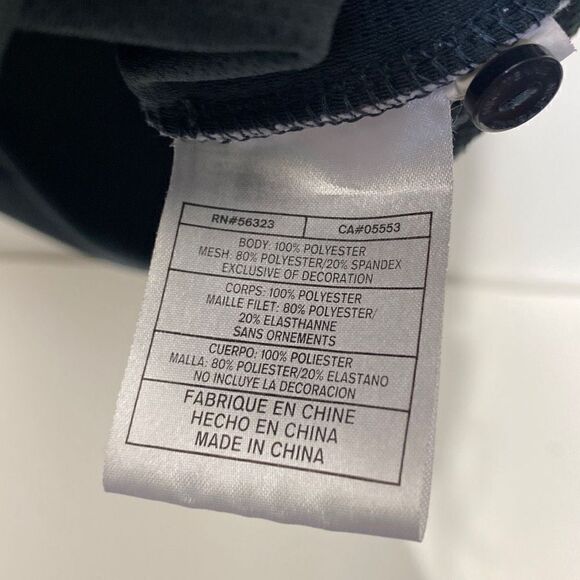 RN#56323 CA#05553
BODY: 100% POLYESTER
MESH: 80% POLYESTER/20% SPANDEX
EXCLUSIVE OF DECORATION
CORPS: 100% POLYESTER
MAILLE FILET: 80% POLYESTER/
20% ELASTHANNE
SANS ORNEMENTS
CUERPO: 100% POLIESTER
MALLA: 80% POLIESTER/20% ELASTANO
NO INCLUYE LA DECORACION
FABRIQUE EN CHINE
HECHO EN CHINA
MADE IN CHINA